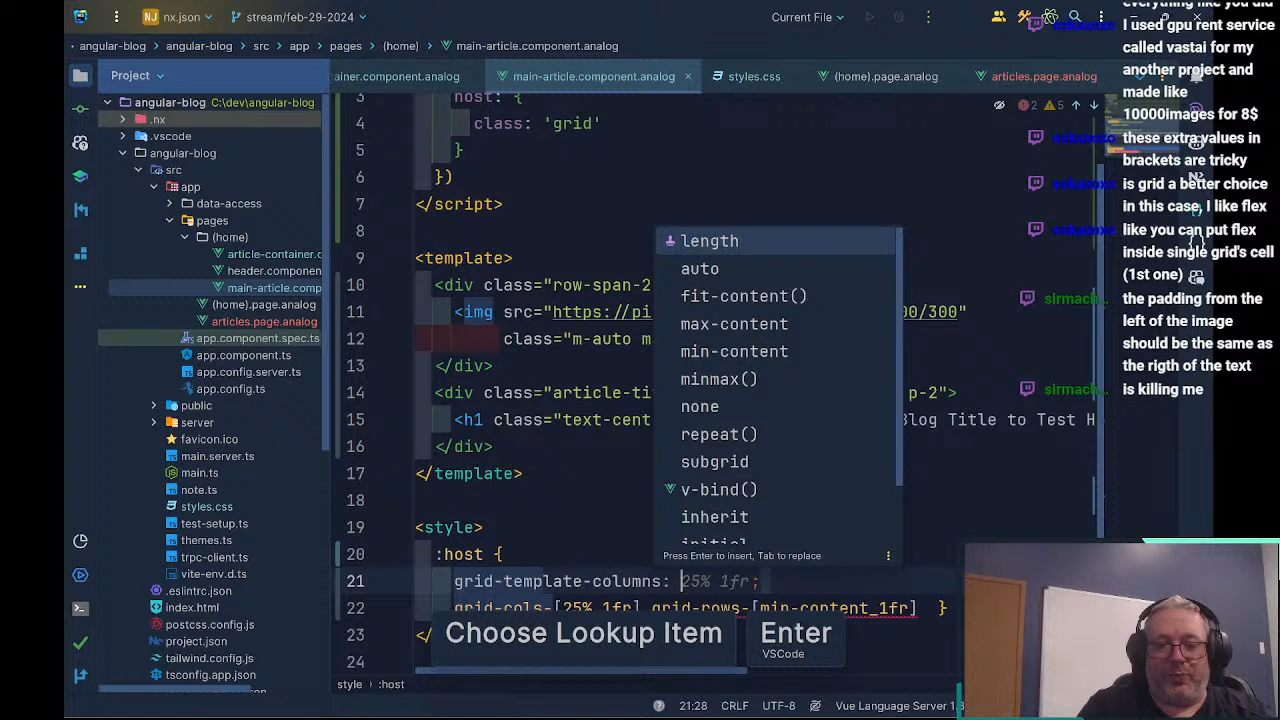 nx.json
stream/feb-29-2024
Current File
angular-blog
angular-blog
src
app
pages
(home)
main-article.component.analog
Project
ainer.component.analog
main-article.component.analog
styles.css
(home).page.analog
articles.page.analog
angular-blog C:\dev\angular-blog
.nx
.vscode
angular-blog
src
app
data-access
pages
(home)
article-container.c
header.componen
main-article.comp
(home).page.analog
articles.page.analog
app.component.spec.ts
app.component.ts
app.config.server.ts
app.config.ts
public
server
favicon.ico
main.server.ts
main.ts
note.ts
styles.css
test-setup.ts
themes.ts
trpc-client.ts
vite-env.d.ts
.eslintrc.json
index.html
postcss.config.js
project.json
tailwind.config.js
tsconfig.app.json
2 5
3 host: {
4 class: 'grid'
5 }
6 })
7 </script>
8
9 <template>
10 <div class="row-span-2
11 <img src="https://pi 00/300"
12 class="m-auto m
13 </div>
14 <div class="article-ti p-2">
15 <h1 class="text-cent Blog Title to Test H
16 </div>
17 </template>
18
19 <style>
20 :host {
21 grid-template-columns: 25% 1fr;
22 grid-cols-[25%_1fr] grid-rows-[min-content_1fr] }
23 </
24
length
auto
fit-content()
max-content
min-content
minmax()
none
repeat()
subgrid
v-bind()
inherit
initial
Press Enter to insert, Tab to replace
Choose Lookup Item
Enter
VSCode
style
:host
21:28
CRLF
UTF-8
Vue Language Server 1.8
everything like you did
I used gpu rent service
called vastai for my
another project and
made like
10000images for 8$
these extra values in
brackets are tricky
is grid a better choice
in this case, I like flex
like you can put flex
inside single grid's cell
(1st one)
sirmach...
the padding from the
left of the image
should be the same as
the rigth of the text
sirmach...
is killing me